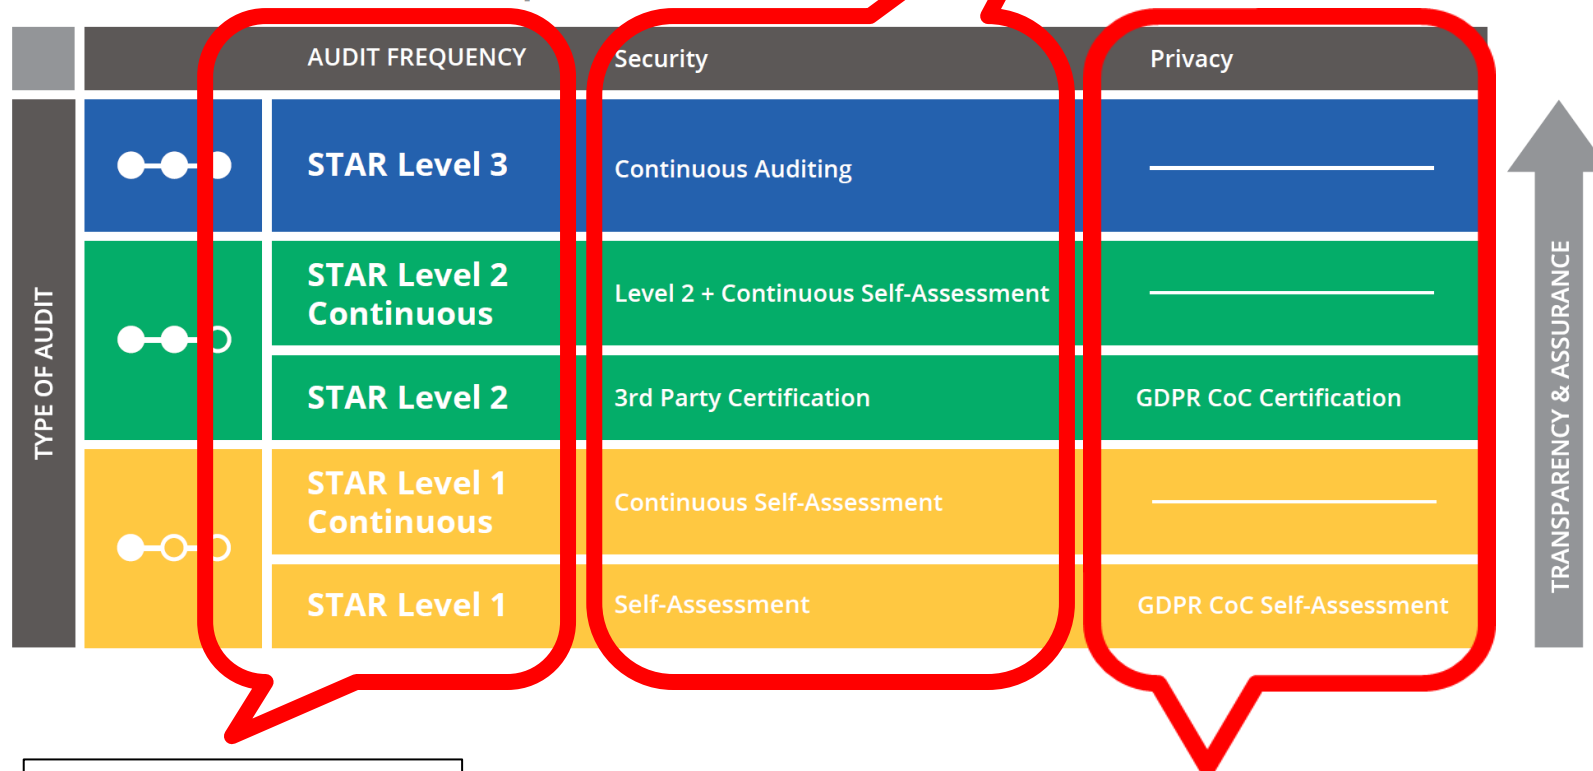 AUDIT FREQUENCY
Security
Privacy
TYPE OF AUDIT
STAR Level 3
Continuous Auditing
STAR Level 2
Continuous
Level 2 + Continuous Self-Assessment
STAR Level 2
3rd Party Certification
GDPR CoC Certification
STAR Level 1
Continuous
Continuous Self-Assessment
STAR Level 1
Self-Assessment
GDPR CoC Self-Assessment
TRANSPARENCY & ASSURANCE